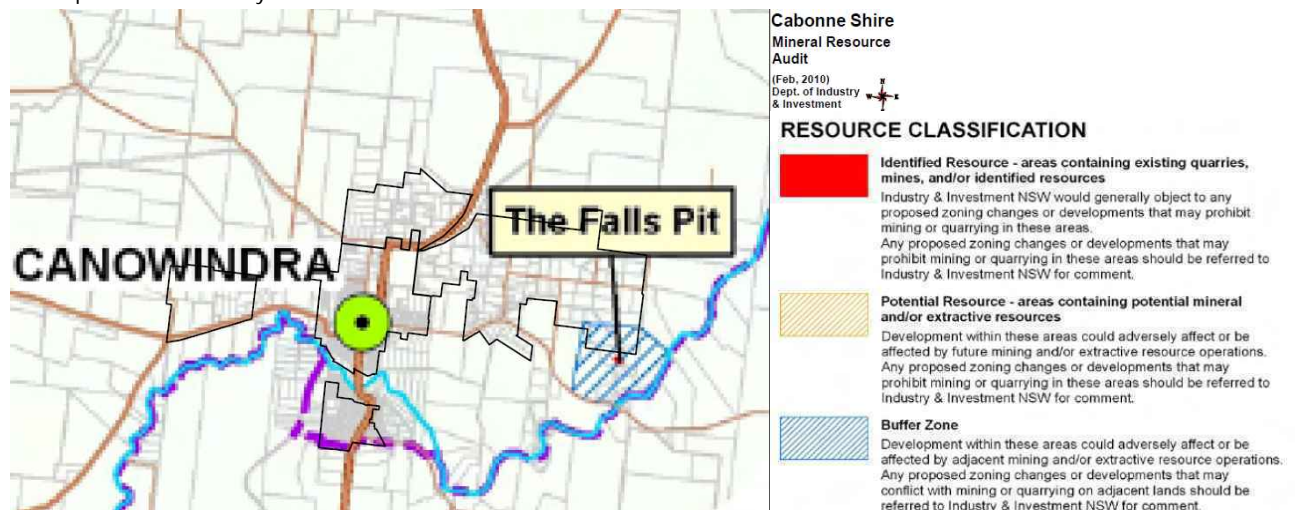 Cabonne Shire
Mineral Resource
Audit
(Feb, 2010)
Dept. of Industry
& Investment
N
W E
S
The Falls Pit
CANOWINDRA
RESOURCE CLASSIFICATION
Identified Resource - areas containing existing quarries,
mines, and/or identified resources
Industry & Investment NSW would generally object to any
proposed zoning changes or developments that may prohibit
mining or quarrying in these areas.
Any proposed zoning changes or developments that may
prohibit mining or quarrying in these areas should be referred to
Industry & Investment NSW for comment.
Potential Resource - areas containing potential mineral
and/or extractive resources
Development within these areas could adversely affect or be
affected by future mining and/or extractive resource operations.
Any proposed zoning changes or developments that may
prohibit mining or quarrying in these areas should be referred to
Industry & Investment NSW for comment.
Buffer Zone
Development within these areas could adversely affect or be
affected by adjacent mining and/or extractive resource operations.
Any proposed zoning changes or developments that may
conflict with mining or quarrying on adjacent lands should be
referred to Industry & Investment NSW for comment.